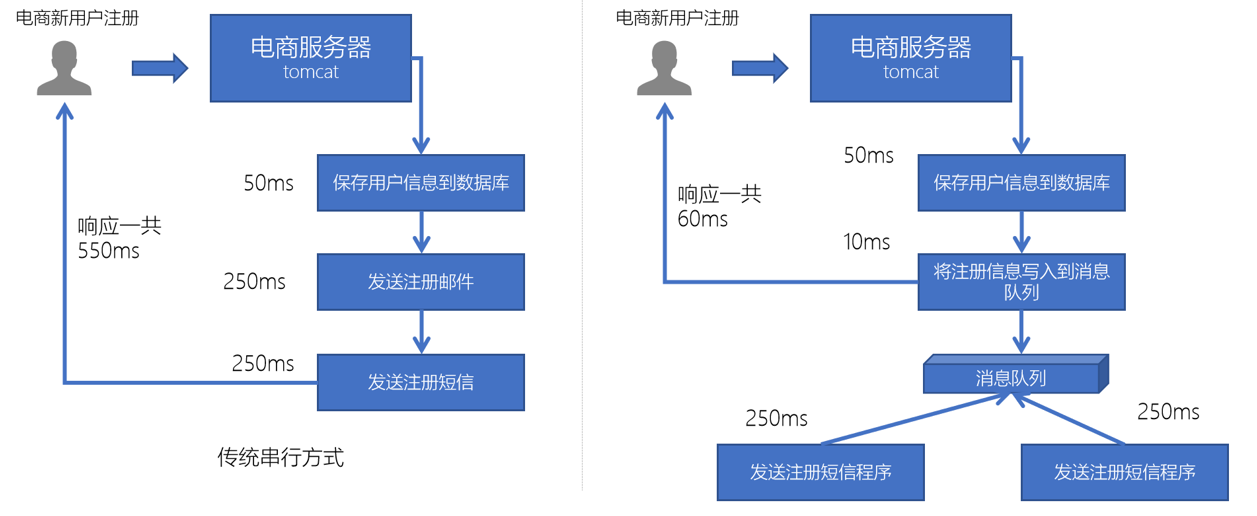 电商新用户注册
电商服务器
tomcat
50ms
保存用户信息到数据库
响应一共
550ms
250ms
发送注册邮件
250ms
发送注册短信
传统串行方式
电商新用户注册
电商服务器
tomcat
50ms
保存用户信息到数据库
响应一共
60ms
10ms
将注册信息写入到消息
队列
消息队列
250ms
250ms
发送注册短信程序
发送注册短信程序